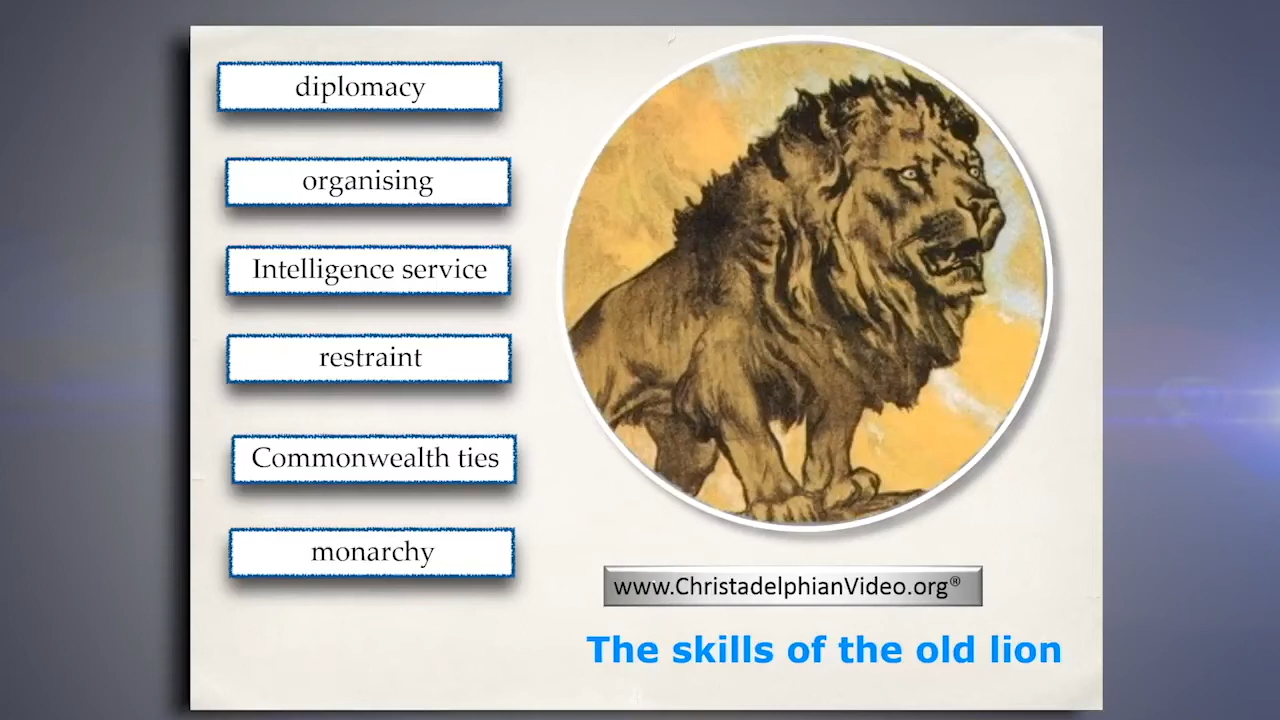 diplomacy
organising
Intelligence service
restraint
Commonwealth ties
monarchy
www.ChristadelphianVideo.org®
The skills of the old lion